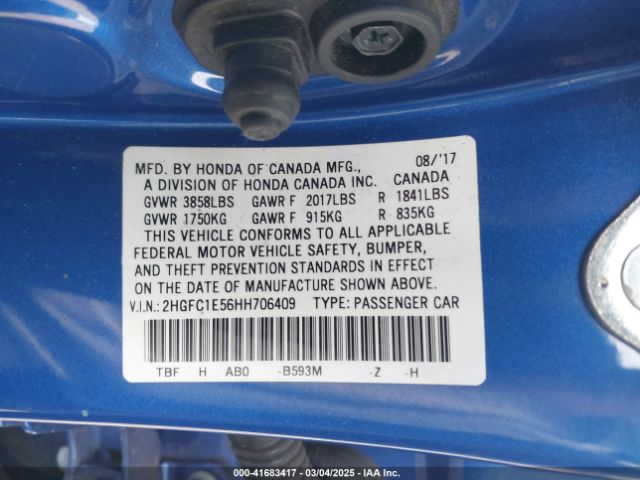 MFD. BY HONDA OF CANADA MFG., 08/'17
A DIVISION OF HONDA CANADA INC. CANADA
GVWR 3858LBS GAWR F 2017LBS R 1841LBS
GVWR 1750KG GAWR F 915KG R 835KG
THIS VEHICLE CONFORMS TO ALL APPLICABLE
FEDERAL MOTOR VEHICLE SAFETY, BUMPER,
AND THEFT PREVENTION STANDARDS IN EFFECT
ON THE DATE OF MANUFACTURE SHOWN ABOVE.
V.I.N.: 2HGFC1E56HH706409 TYPE: PASSENGER CAR
TBF H AB0 -B593M -Z -H
00-41683417 - 03/04/2025 - IAA Inc.